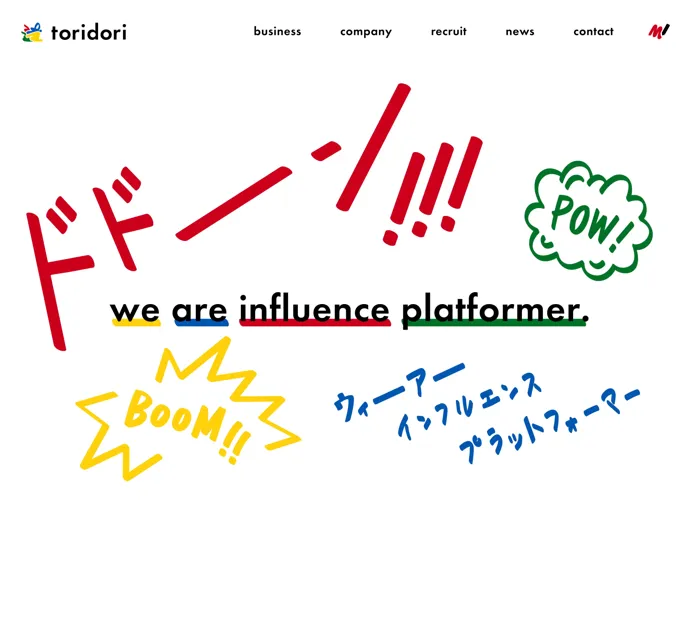 toridori
business company recruit news contact
ドドーン!!!
POW!
we are influence platformer.
BOOM!!
ウィーアー
インフルエンス
プラットフォーマー